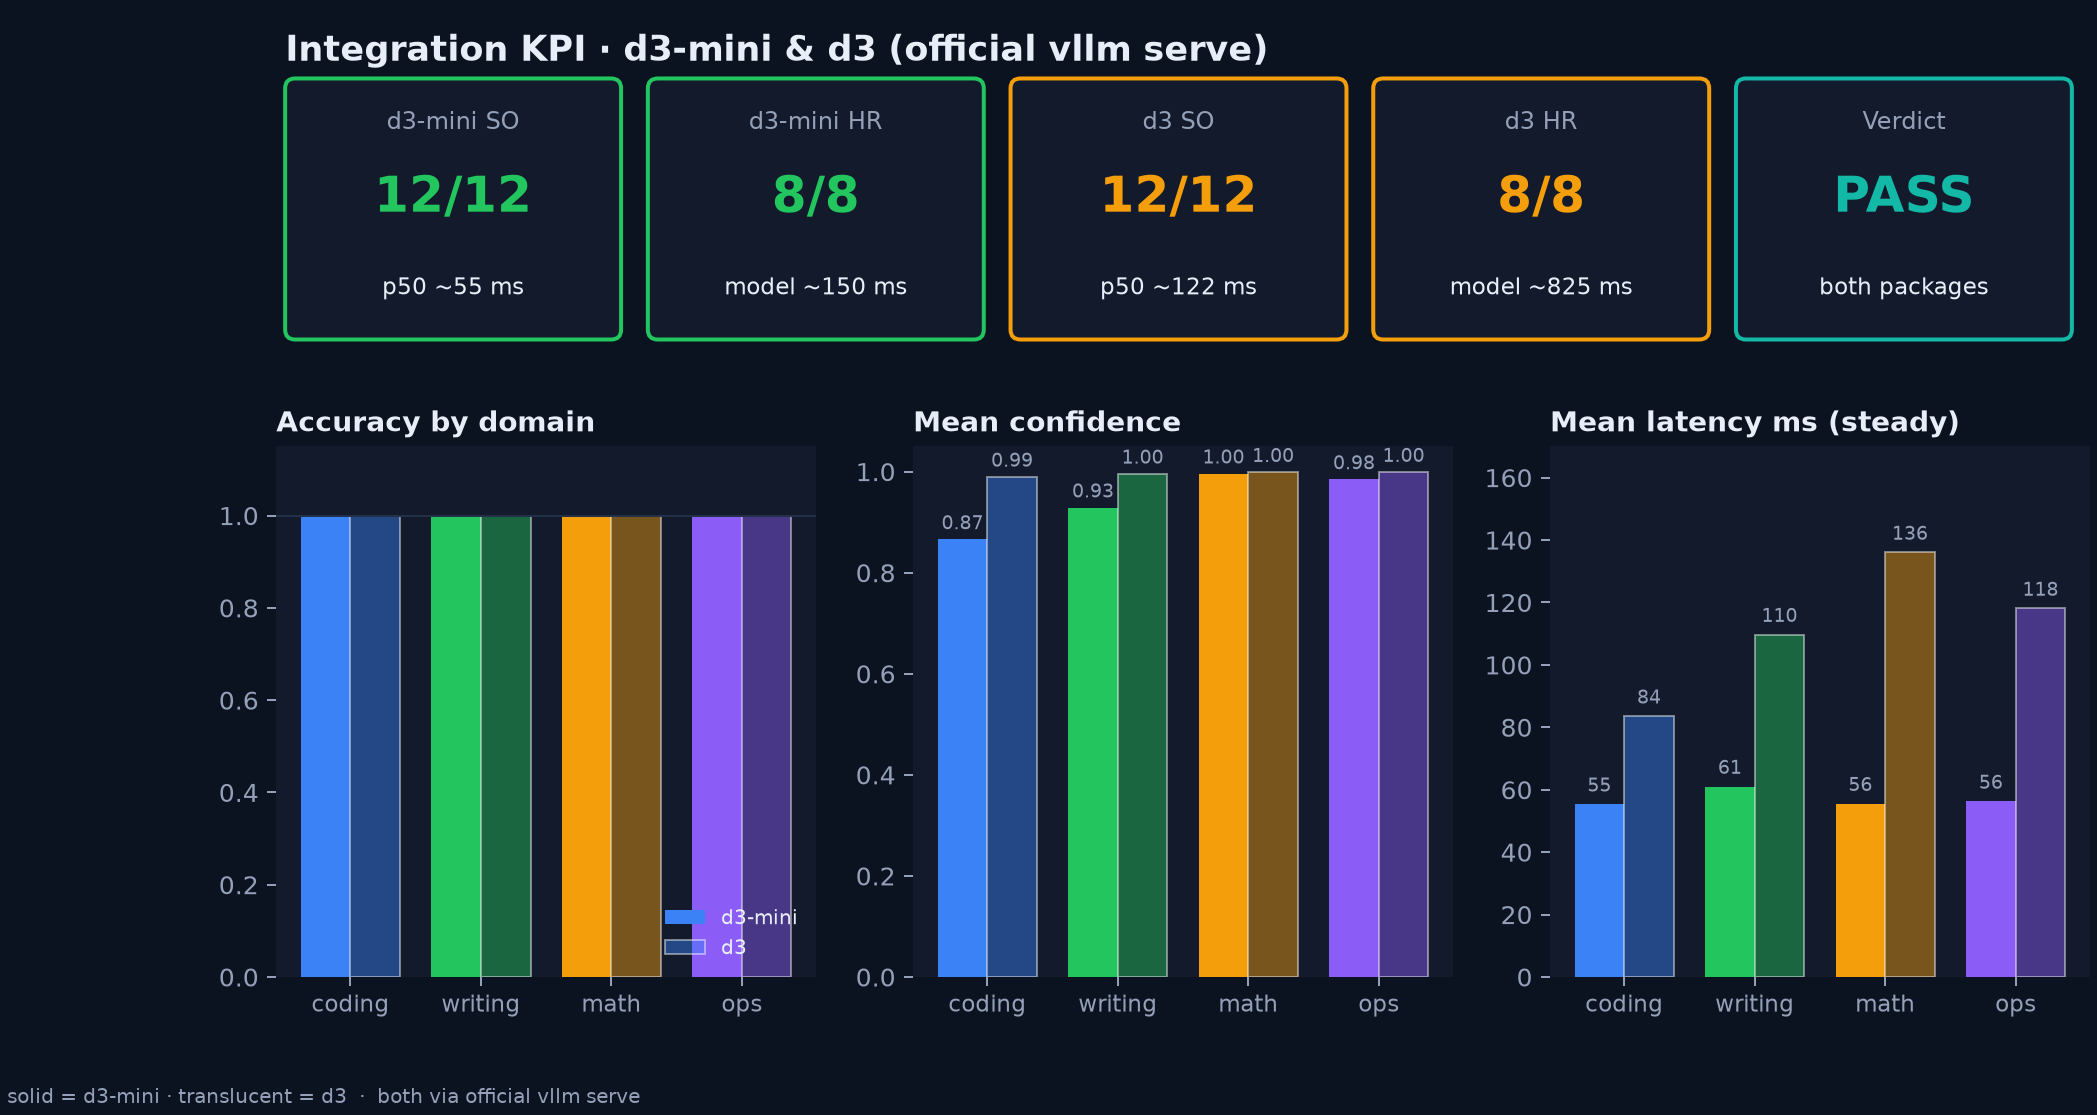 Integration KPI · d3-mini & d3 (official vllm serve)
d3-mini SO
12/12
p50 ~55 ms
d3-mini HR
8/8
model ~150 ms
d3 SO
12/12
p50 ~122 ms
d3 HR
8/8
model ~825 ms
Verdict
PASS
both packages
Accuracy by domain
1.0
0.8
0.6
0.4
0.2
0.0
coding writing math ops
d3-mini
d3
Mean confidence
1.0
0.8
0.6
0.4
0.2
0.0
0.87 0.99 0.93 1.00 1.00 1.00 0.98 1.00
coding writing math ops
Mean latency ms (steady)
160
140
120
100
80
60
40
20
0
55 84 61 110 56 136 56 118
coding writing math ops
solid = d3-mini · translucent = d3 · both via official vllm serve